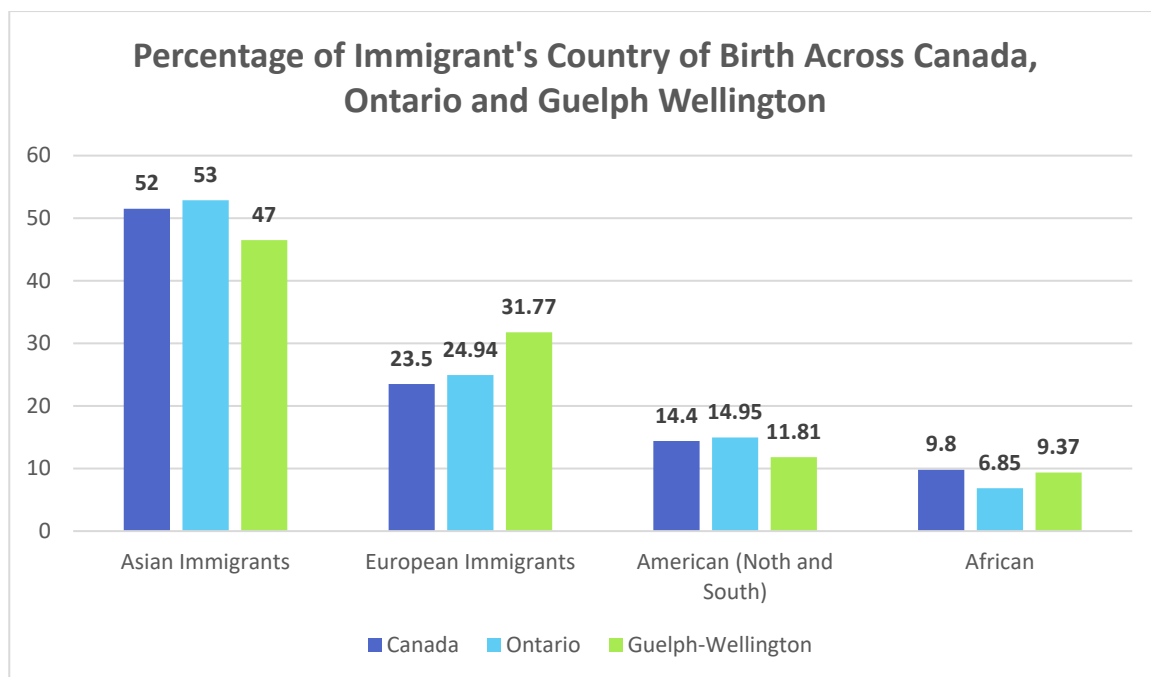 Percentage of Immigrant's Country of Birth Across Canada,
Ontario and Guelph Wellington
60
50
40
30
20
10
0
52
53
47
23.5
24.94
31.77
14.4
14.95
11.81
9.8
6.85
9.37
Asian Immigrants
European Immigrants
American (Noth and
South)
African
Canada
Ontario
Guelph-Wellington